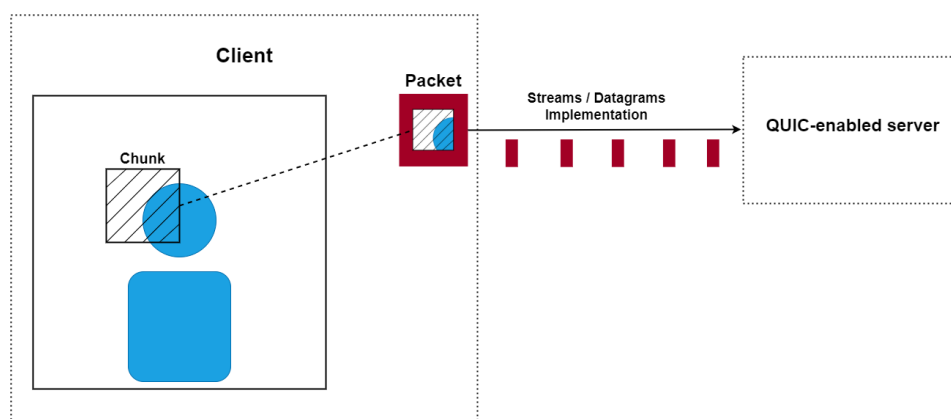 Client
Packet
Chunk
Streams / Datagrams
Implementation
QUIC-enabled server